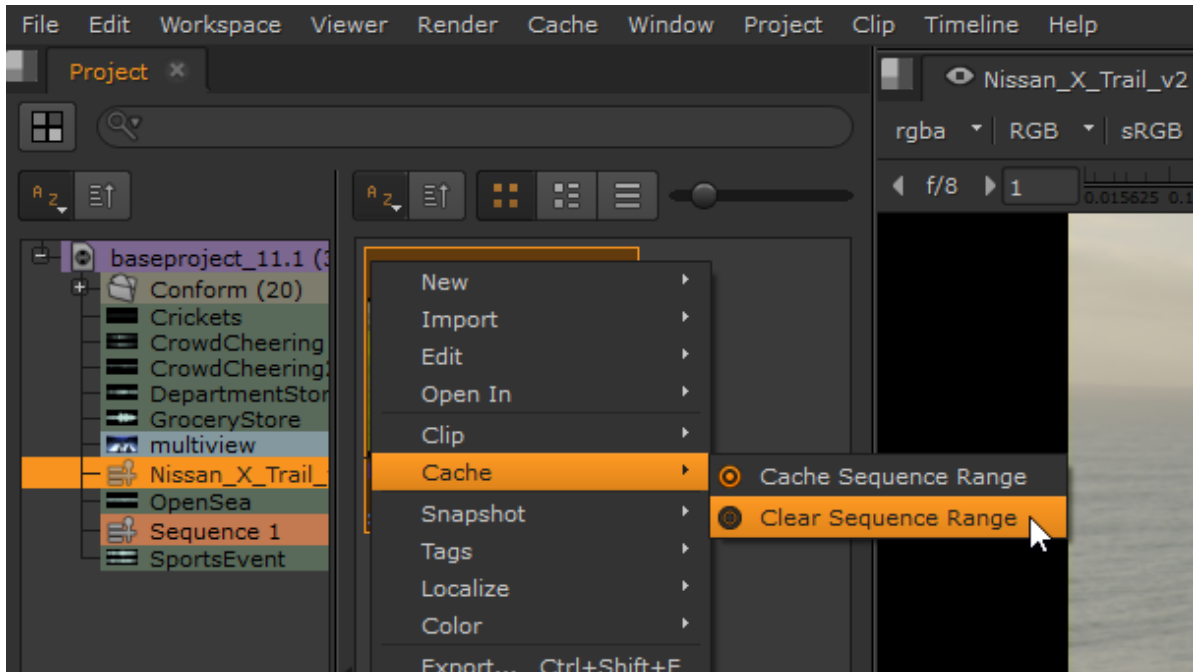 File Edit Workspace Viewer Render Cache Window Project Clip Timeline Help
Project
Nissan_X_Trail_v2
rgba RGB sRGB
f/8 1
0.015625
A Z
A Z
baseproject_11.1
Conform (20)
Crickets
CrowdCheering
CrowdCheering
DepartmentStor
GroceryStore
multiview
Nissan_X_Trail_
OpenSea
Sequence 1
SportsEvent
New
Import
Edit
Open In
Clip
Cache
Snapshot
Tags
Localize
Color
Export... Ctrl+Shift+E
Cache Sequence Range
Clear Sequence Range